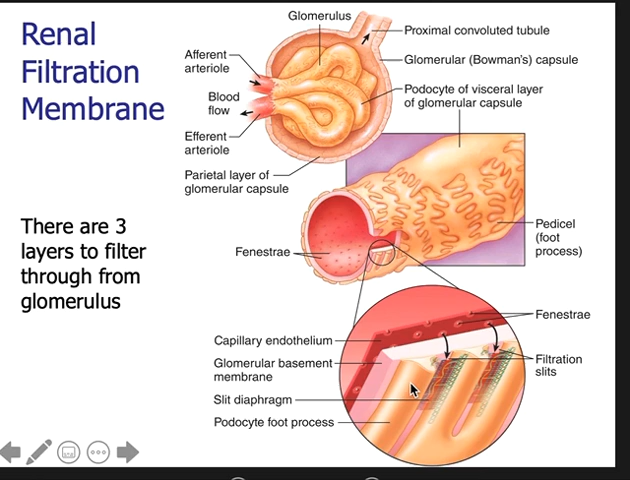 Renal
Filtration
Membrane
There are 3
layers to filter
through from
glomerulus
Glomerulus
Proximal convoluted tubule
Afferent
arteriole
Glomerular (Bowman's) capsule
Blood
flow
Podocyte of visceral layer
of glomerular capsule
Efferent
arteriole
Parietal layer of
glomerular capsule
Pedicel
(foot
process)
Fenestrae
Fenestrae
Capillary endothelium
Glomerular basement
membrane
Filtration
slits
Slit diaphragm
Podocyte foot process